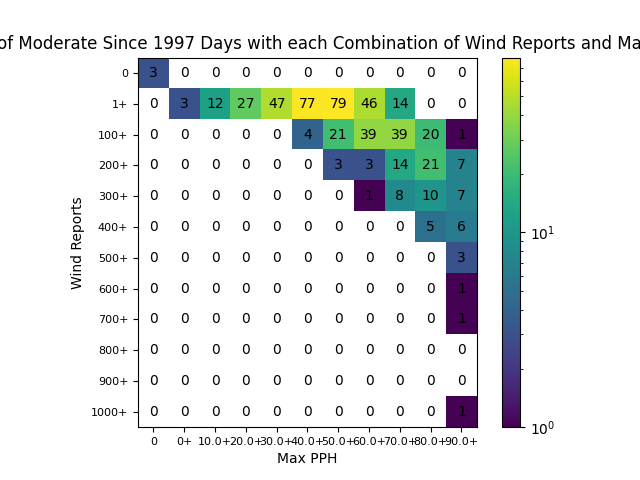 of Moderate Since 1997 Days with each Combination of Wind Reports and Ma
0 3 0 0 0 0 0 0 0 0 0 0
1+ 0 3 12 27 47 77 79 46 14 0 0
100+ 0 0 0 0 0 4 21 39 39 20 1
200+ 0 0 0 0 0 0 3 3 14 21 7
300+ 0 0 0 0 0 0 0 1 8 10 7
400+ 0 0 0 0 0 0 0 0 0 5 6
500+ 0 0 0 0 0 0 0 0 0 0 3
600+ 0 0 0 0 0 0 0 0 0 0 1
700+ 0 0 0 0 0 0 0 0 0 0 1
800+ 0 0 0 0 0 0 0 0 0 0 0
900+ 0 0 0 0 0 0 0 0 0 0 0
1000+ 0 0 0 0 0 0 0 0 0 0 1
0 0+ 10.0+ 20.0+ 30.0+ 40.0+ 50.0+ 60.0+ 70.0+ 80.0+ 90.0+
Max PPH
Wind Reports
10¹
10⁰